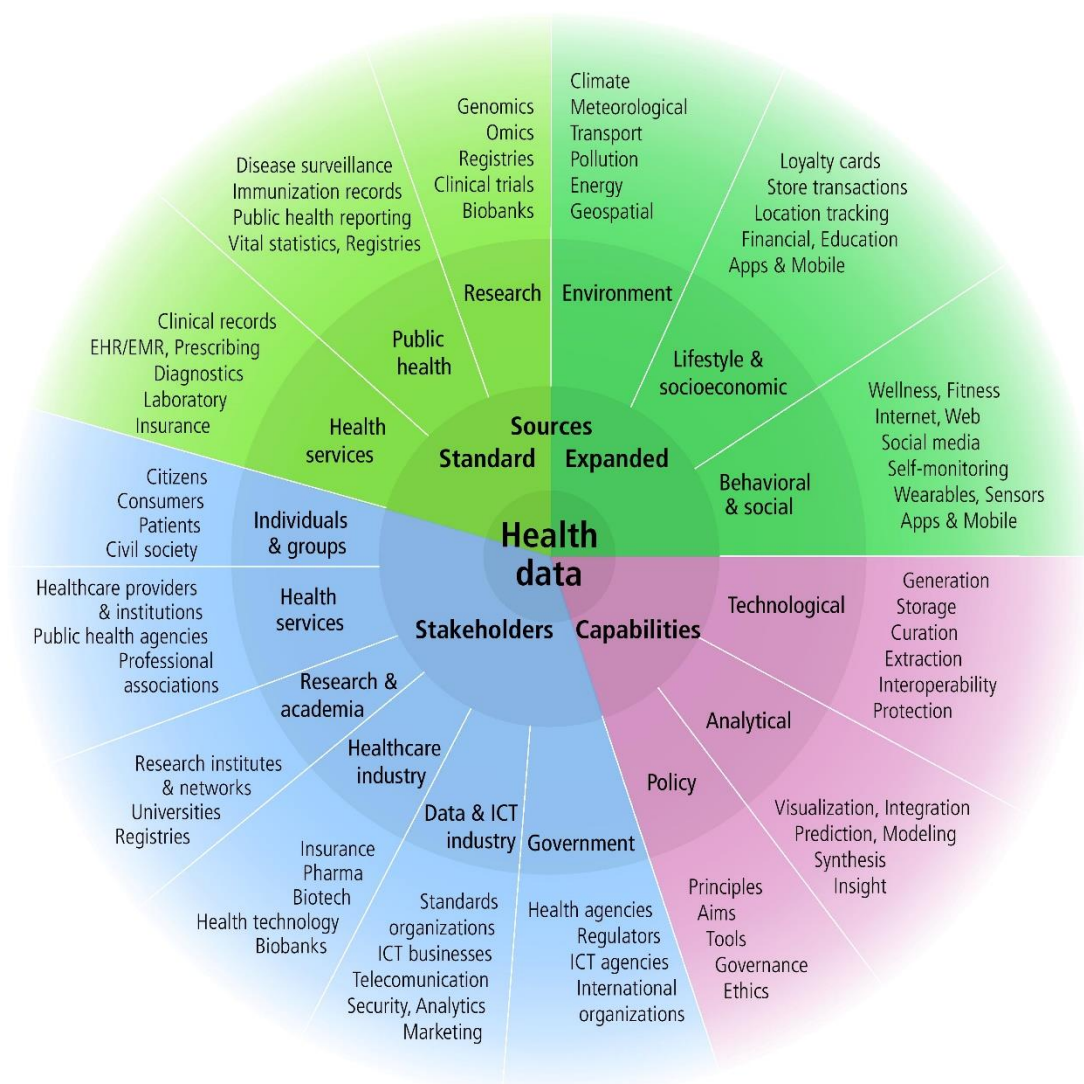 Health
data
Sources
Standard
Expanded
Research
Genomics
Omics
Registries
Clinical trials
Biobanks
Public
health
Disease surveillance
Immunization records
Public health reporting
Vital statistics, Registries
Health
services
Clinical records
EHR/EMR, Prescribing
Diagnostics
Laboratory
Insurance
Environment
Climate
Meteorological
Transport
Pollution
Energy
Geospatial
Lifestyle &
socioeconomic
Loyalty cards
Store transactions
Location tracking
Financial, Education
Apps & Mobile
Behavioral
& social
Wellness, Fitness
Internet, Web
Social media
Self-monitoring
Wearables, Sensors
Apps & Mobile
Capabilities
Technological
Generation
Storage
Curation
Extraction
Interoperability
Protection
Analytical
Visualization, Integration
Prediction, Modeling
Synthesis
Insight
Policy
Principles
Aims
Tools
Governance
Ethics
Stakeholders
Individuals
& groups
Citizens
Consumers
Patients
Civil society
Health
services
Healthcare providers
& institutions
Public health agencies
Professional
associations
Research &
academia
Research institutes
& networks
Universities
Registries
Healthcare
industry
Insurance
Pharma
Biotech
Health technology
Biobanks
Data & ICT
industry
Standards
organizations
ICT businesses
Telecomunication
Security, Analytics
Marketing
Government
Health agencies
Regulators
ICT agencies
International
organizations